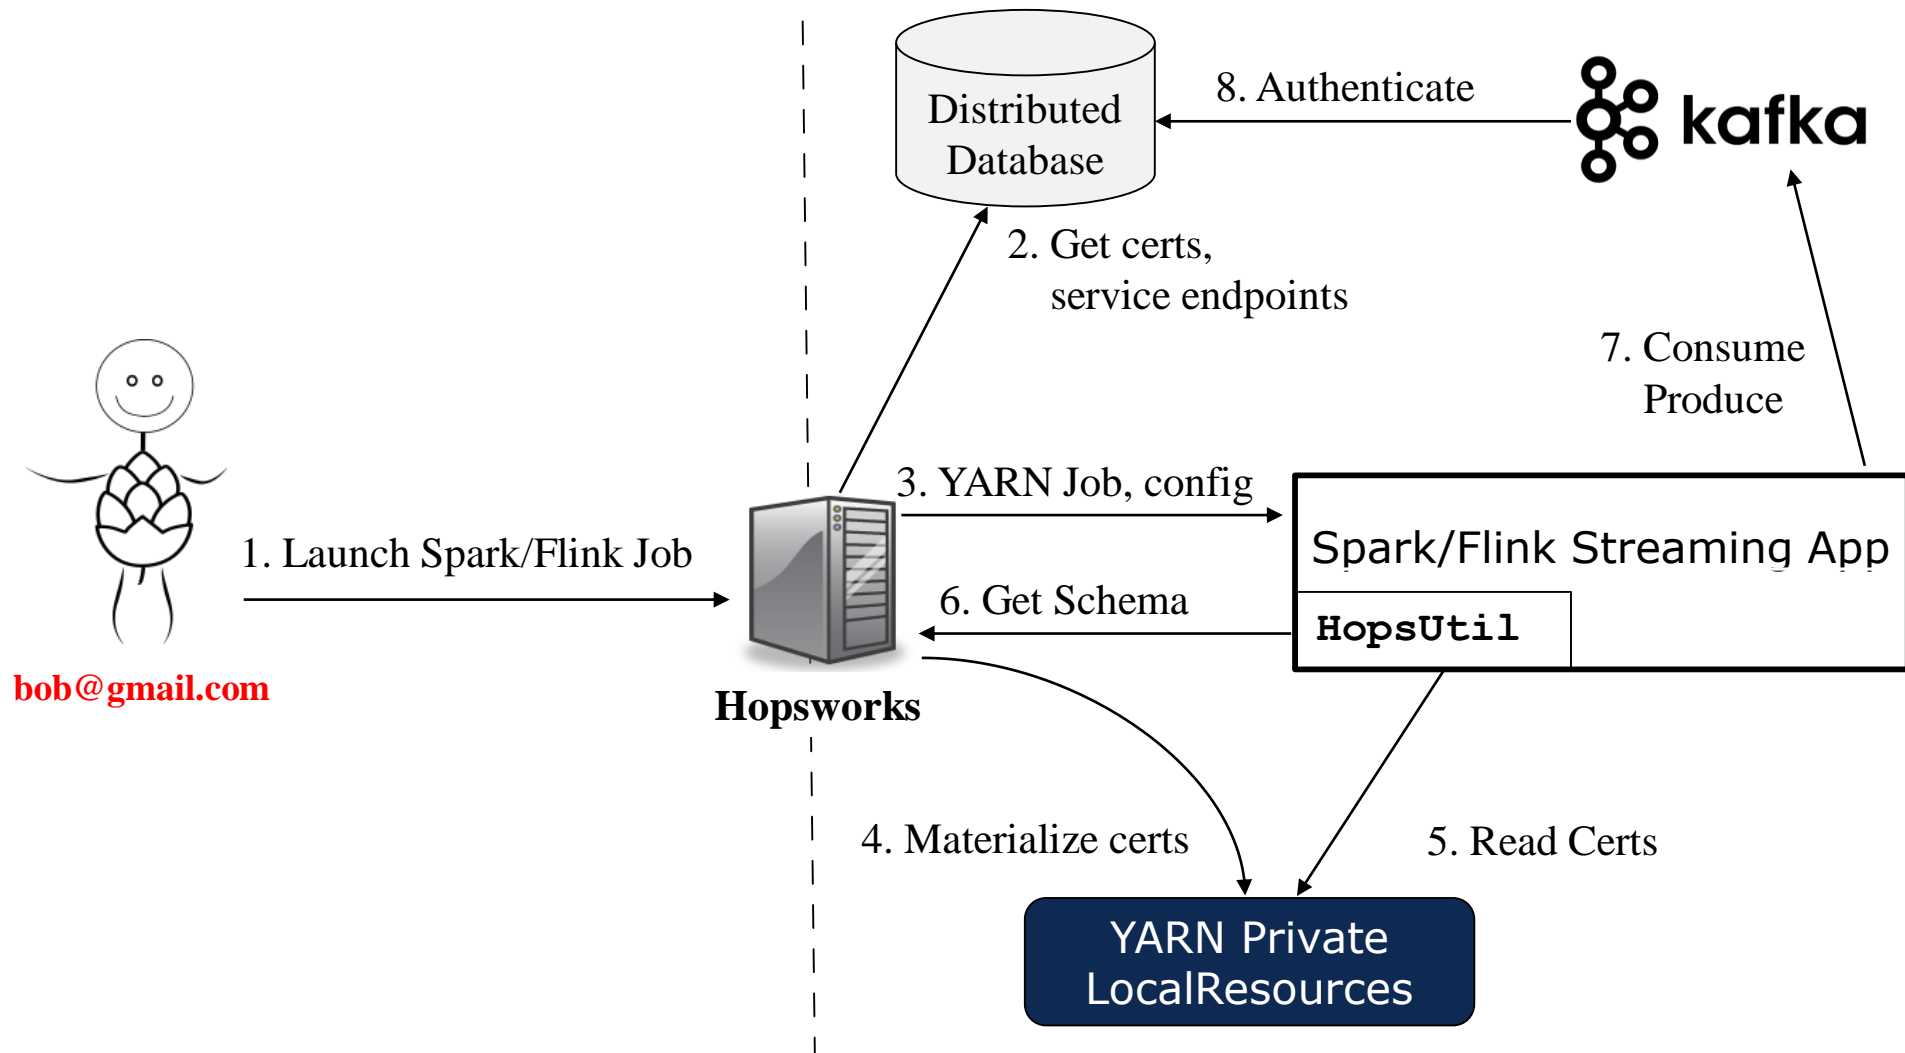 Distributed
Database
8. Authenticate
kafka
2. Get certs,
service endpoints
7. Consume
Produce
3. YARN Job, config
1. Launch Spark/Flink Job
Spark/Flink Streaming App
6. Get Schema
HopsUtil
bob@gmail.com
Hopsworks
4. Materialize certs
5. Read Certs
YARN Private
LocalResources